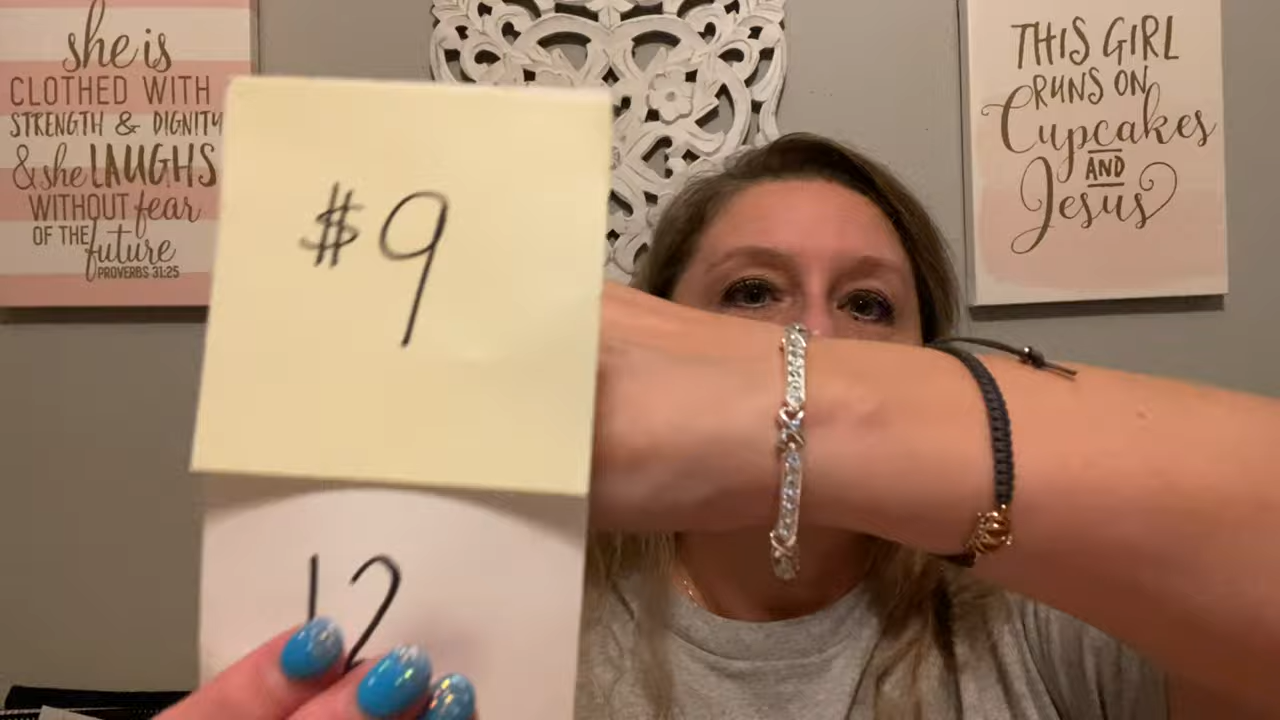 she is
CLOTHED WITH
STRENGTH & DIGNITY
& she LAUGHS
WITHOUT fear
OF THE future
PROVERBS 31:25
$9
12
THIS GIRL
RUNS ON
Cupcakes
AND
Jesus